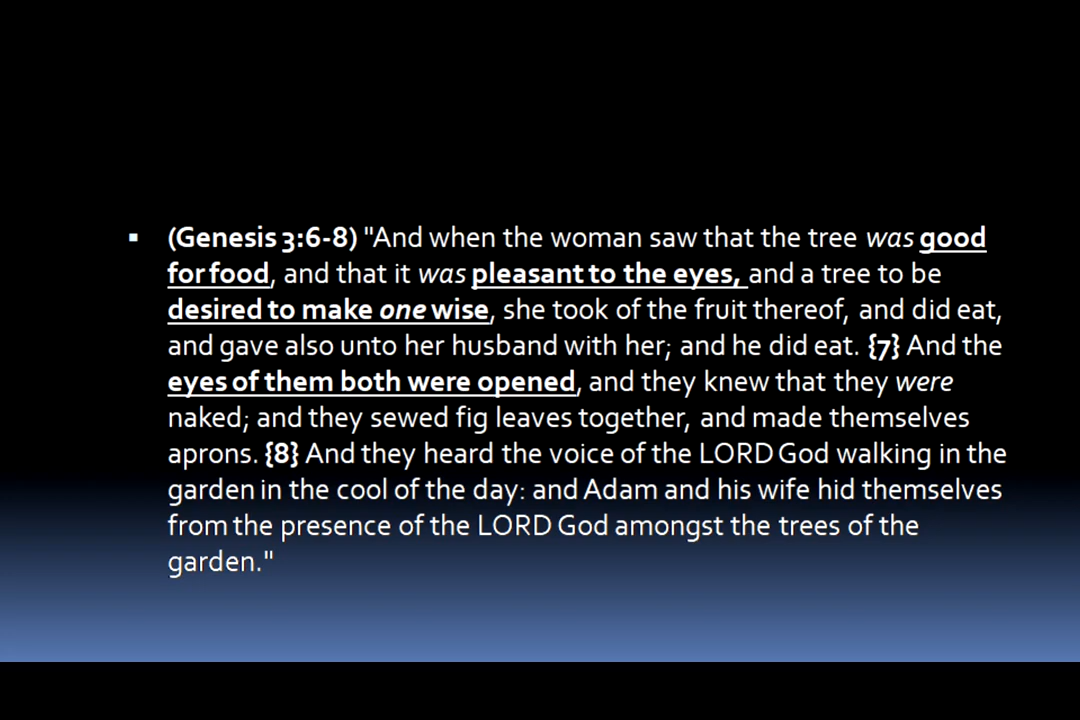 ▪ (Genesis 3:6-8) "And when the woman saw that the tree was good
for food, and that it was pleasant to the eyes, and a tree to be
desired to make one wise, she took of the fruit thereof, and did eat,
and gave also unto her husband with her; and he did eat. {7} And the
eyes of them both were opened, and they knew that they were
naked; and they sewed fig leaves together, and made themselves
aprons. {8} And they heard the voice of the LORD God walking in the
garden in the cool of the day: and Adam and his wife hid themselves
from the presence of the LORD God amongst the trees of the
garden."